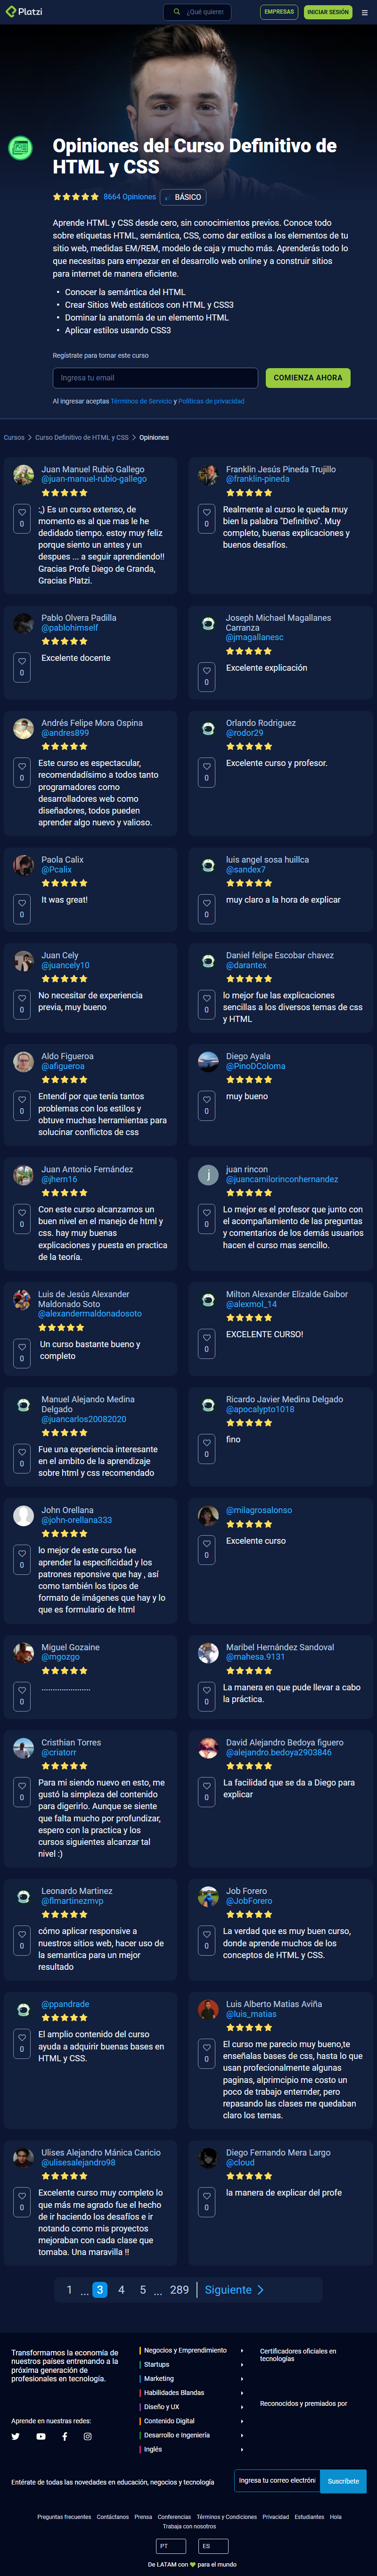 Platzi
¿Qué quieres
EMPRESAS
INICIAR SESIÓN
Opiniones del Curso Definitivo de
HTML y CSS
8664 Opiniones
BÁSICO
Aprende HTML y CSS desde cero, sin conocimientos previos. Conoce todo
sobre etiquetas HTML, semántica, CSS, como dar estilos a los elementos de tu
sitio web, medidas EM/REM, modelo de caja y mucho más. Aprenderás todo lo
que necesitas para empezar en el desarrollo web online y a construir sitios
para internet de manera eficiente.
• Conocer la semántica del HTML
• Crear Sitios Web estáticos con HTML y CSS3
• Dominar la anatomía de un elemento HTML
• Aplicar estilos usando CSS3
Regístrate para tomar este curso
Ingresa tu email
COMIENZA AHORA
Al ingresar aceptas Términos de Servicio y Políticas de privacidad
Cursos > Curso Definitivo de HTML y CSS > Opiniones
Juan Manuel Rubio Gallego
@juan-manuel-rubio-gallego
0
;,) Es un curso extenso, de
momento es al que mas le he
dedidado tiempo. estoy muy feliz
porque siento un antes y un
despues ... a seguir aprendiendo!!
Gracias Profe Diego de Granda,
Gracias Platzi.
Franklin Jesús Pineda Trujillo
@franklin-pineda
0
Realmente al curso le queda muy
bien la palabra "Definitivo". Muy
completo, buenas explicaciones y
buenos desafíos.
Pablo Olvera Padilla
@pablohimself
0
Excelente docente
Joseph Michael Magallanes
Carranza
@jmagallanesc
0
Excelente explicación
Andrés Felipe Mora Ospina
@andres899
0
Este curso es espectacular,
recomendadísimo a todos tanto
programadores como
desarrolladores web como
diseñadores, todos pueden
aprender algo nuevo y valioso.
Orlando Rodriguez
@rodor29
0
Excelente curso y profesor.
Paola Calix
@Pcalix
0
It was great!
luis angel sosa huillca
@sandex7
0
muy claro a la hora de explicar
Juan Cely
@juancely10
0
No necesitar de experiencia
previa, muy bueno
Daniel felipe Escobar chavez
@darantex
0
lo mejor fue las explicaciones
sencillas a los diversos temas de css
y HTML
Aldo Figueroa
@afigueroa
0
Entendí por que tenía tantos
problemas con los estilos y
obtuve muchas herramientas para
solucinar conflictos de css
Diego Ayala
@PinoDColoma
0
muy bueno
Juan Antonio Fernández
@jhern16
0
Con este curso alcanzamos un
buen nivel en el manejo de html y
css. hay muy buenas
explicaciones y puesta en practica
de la teoría.
j
juan rincon
@juancamilorinconhernandez
0
Lo mejor es el profesor que junto con
el acompañamiento de las preguntas
y comentarios de los demás usuarios
hacen el curso mas sencillo.
Luis de Jesús Alexander
Maldonado Soto
@alexandermaldonadosoto
0
Un curso bastante bueno y
completo
Milton Alexander Elizalde Gaibor
@alexmol_14
0
EXCELENTE CURSO!
Manuel Alejando Medina
Delgado
@juancarlos20082020
0
Fue una experiencia interesante
en el ambito de la aprendizaje
sobre html y css recomendado
Ricardo Javier Medina Delgado
@apocalypto1018
0
fino
John Orellana
@john-orellana333
0
lo mejor de este curso fue
aprender la especificidad y los
patrones reponsive que hay , así
como también los tipos de
formato de imágenes que hay y lo
que es formulario de html
@milagrosalonso
0
Excelente curso
Miguel Gozaine
@mgozgo
0
.......................
Maribel Hernández Sandoval
@mahesa.9131
0
La manera en que pude llevar a cabo
la práctica.
Cristhian Torres
@criatorr
0
Para mi siendo nuevo en esto, me
gustó la simpleza del contenido
para digerirlo. Aunque se siente
que falta mucho por profundizar,
espero con la practica y los
cursos siguientes alcanzar tal
nivel :)
David Alejandro Bedoya figuero
@alejandro.bedoya2903846
0
La facilidad que se da a Diego para
explicar
Leonardo Martinez
@flmartinezmvp
0
cómo aplicar responsive a
nuestros sitios web, hacer uso de
la semantica para un mejor
resultado
Job Forero
@JobForero
0
La verdad que es muy buen curso,
donde aprende muchos de los
conceptos de HTML y CSS.
@ppandrade
0
El amplio contenido del curso
ayuda a adquirir buenas bases en
HTML y CSS.
Luis Alberto Matias Aviña
@luis_matias
0
El curso me parecio muy bueno,te
enseñalas bases de css, hasta lo que
usan profecionalmente algunas
paginas, alprimicpio me costo un
poco de trabajo enternder, pero
repasando las clases me quedaban
claro los temas.
Ulises Alejandro Mánica Caricio
@ulisesalejandro98
0
Excelente curso muy completo lo
que más me agrado fue el hecho
de ir haciendo los desafíos e ir
notando como mis proyectos
mejoraban con cada clase que
tomaba. Una maravilla !!
Diego Fernando Mera Largo
@cloud
0
la manera de explicar del profe
1 ... 3 4 5 ... 289 Siguiente >
Transformamos la economía de
nuestros países entrenando a la
próxima generación de
profesionales en tecnología.
Aprende en nuestras redes:
Negocios y Emprendimiento
Startups
Marketing
Habilidades Blandas
Diseño y UX
Contenido Digital
Desarrollo e Ingeniería
Inglés
Certificadores oficiales en
tecnologías
Reconocidos y premiados por
Entérate de todas las novedades en educación, negocios y tecnología
Ingresa tu correo electróni
Suscríbete
Preguntas frecuentes Contáctanos Prensa Conferencias Términos y Condiciones Privacidad Estudiantes Hola
Trabaja con nosotros
PT
ES
De LATAM con 💚 para el mundo